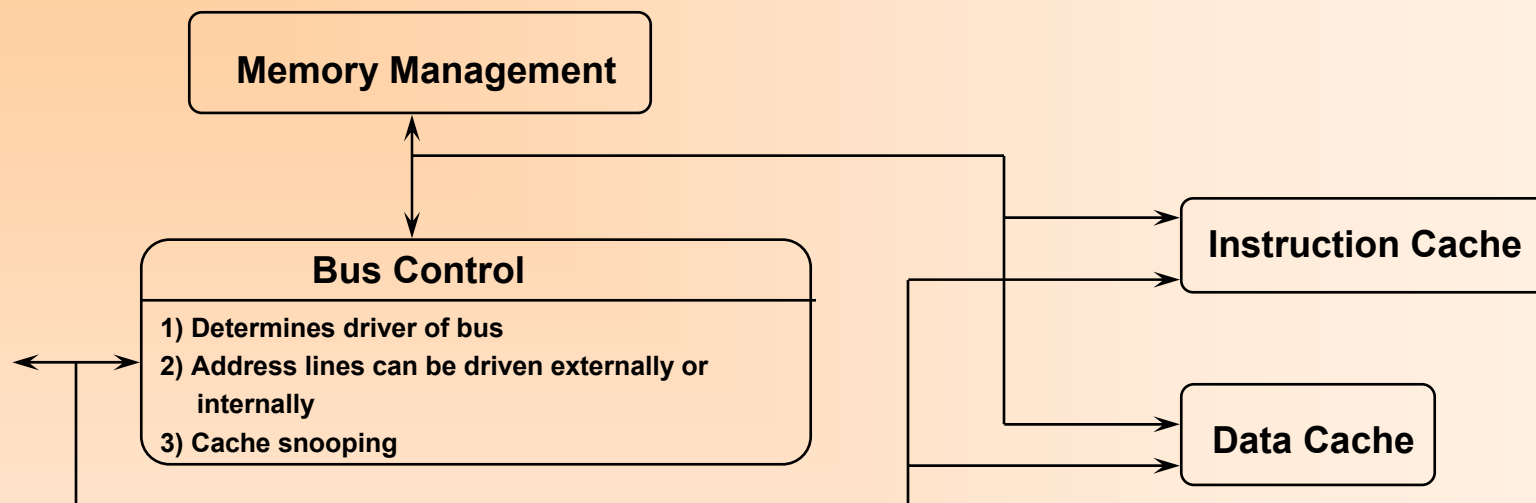 Memory Management
Bus Control
1) Determines driver of bus
2) Address lines can be driven externally or
internally
3) Cache snooping
Instruction Cache
Data Cache